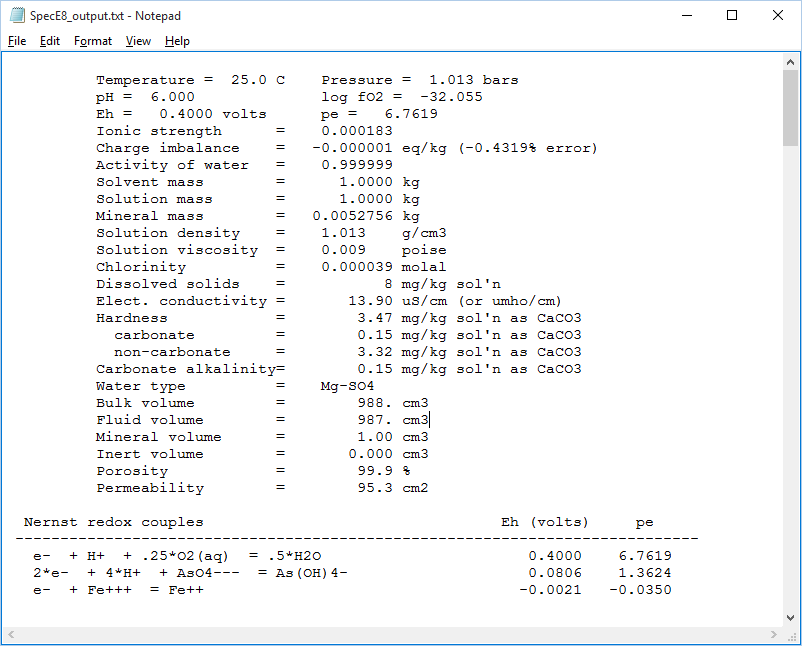 SpecE8_output.txt - Notepad
File Edit Format View Help
Temperature = 25.0 C Pressure = 1.013 bars
pH = 6.000 log fO2 = -32.055
Eh = 0.4000 volts pe = 6.7619
Ionic strength = 0.000183
Charge imbalance = -0.000001 eq/kg (-0.4319% error)
Activity of water = 0.999999
Solvent mass = 1.0000 kg
Solution mass = 1.0000 kg
Mineral mass = 0.0052756 kg
Solution density = 1.013 g/cm3
Solution viscosity = 0.009 poise
Chlorinity = 0.000039 molal
Dissolved solids = 8 mg/kg sol'n
Elect. conductivity = 13.90 uS/cm (or umho/cm)
Hardness = 3.47 mg/kg sol'n as CaCO3
carbonate = 0.15 mg/kg sol'n as CaCO3
non-carbonate = 3.32 mg/kg sol'n as CaCO3
Carbonate alkalinity= 0.15 mg/kg sol'n as CaCO3
Water type = Mg-SO4
Bulk volume = 988. cm3
Fluid volume = 987. cm3
Mineral volume = 1.00 cm3
Inert volume = 0.000 cm3
Porosity = 99.9 %
Permeability = 95.3 cm2
Nernst redox couples Eh (volts) pe
----------------------------------------------------------------------------
e- + H+ + .25*O2(aq) = .5*H2O 0.4000 6.7619
2*e- + 4*H+ + AsO4--- = As(OH)4- 0.0806 1.3624
e- + Fe+++ = Fe++ -0.0021 -0.0350